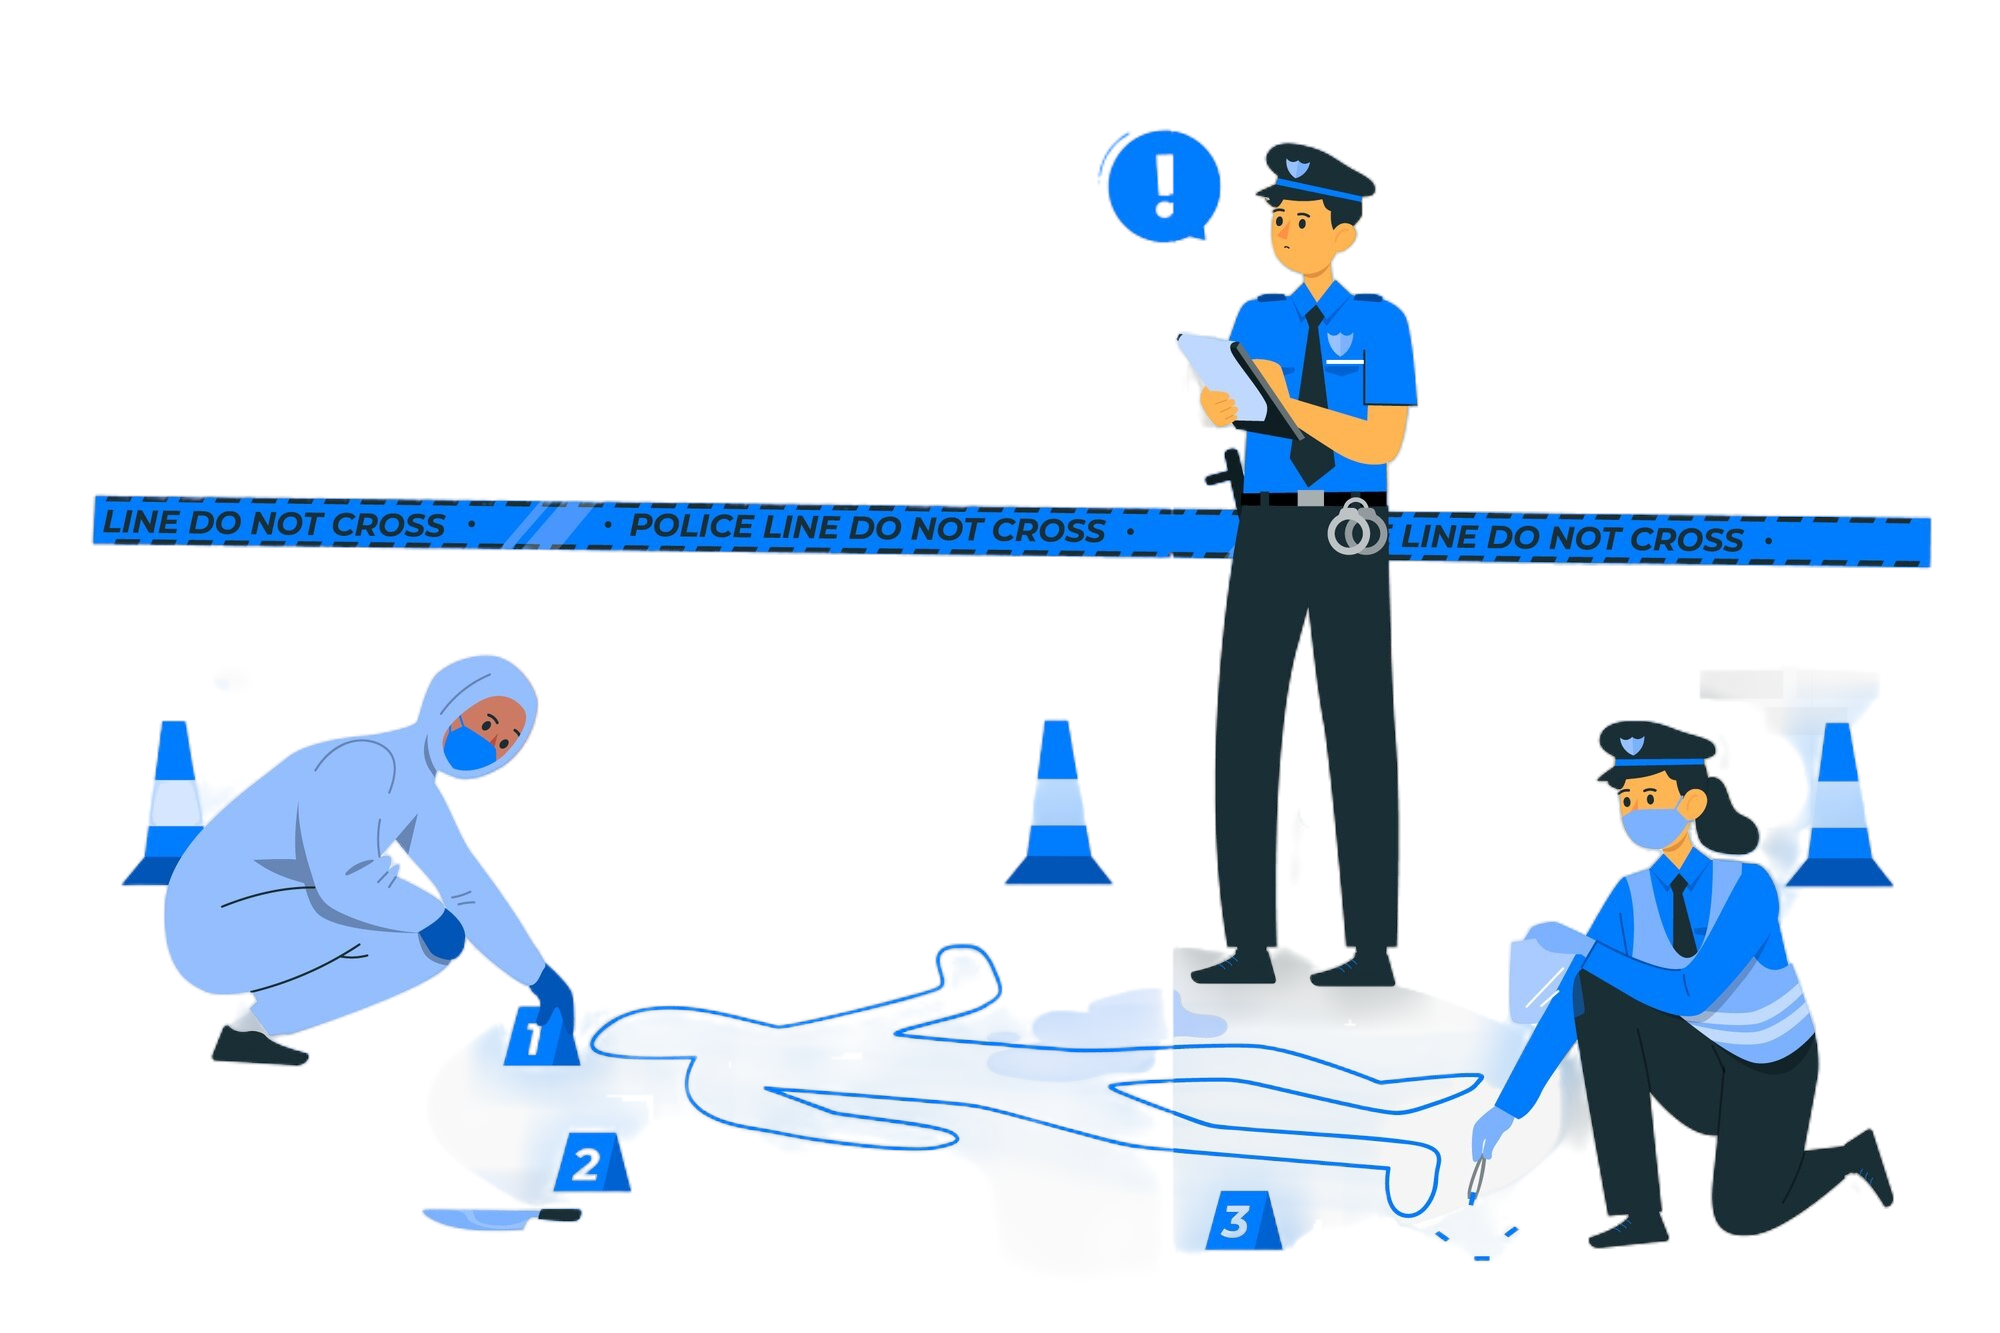 !
LINE DO NOT CROSS • • POLICE LINE DO NOT CROSS • LINE DO NOT CROSS •
1
2
3